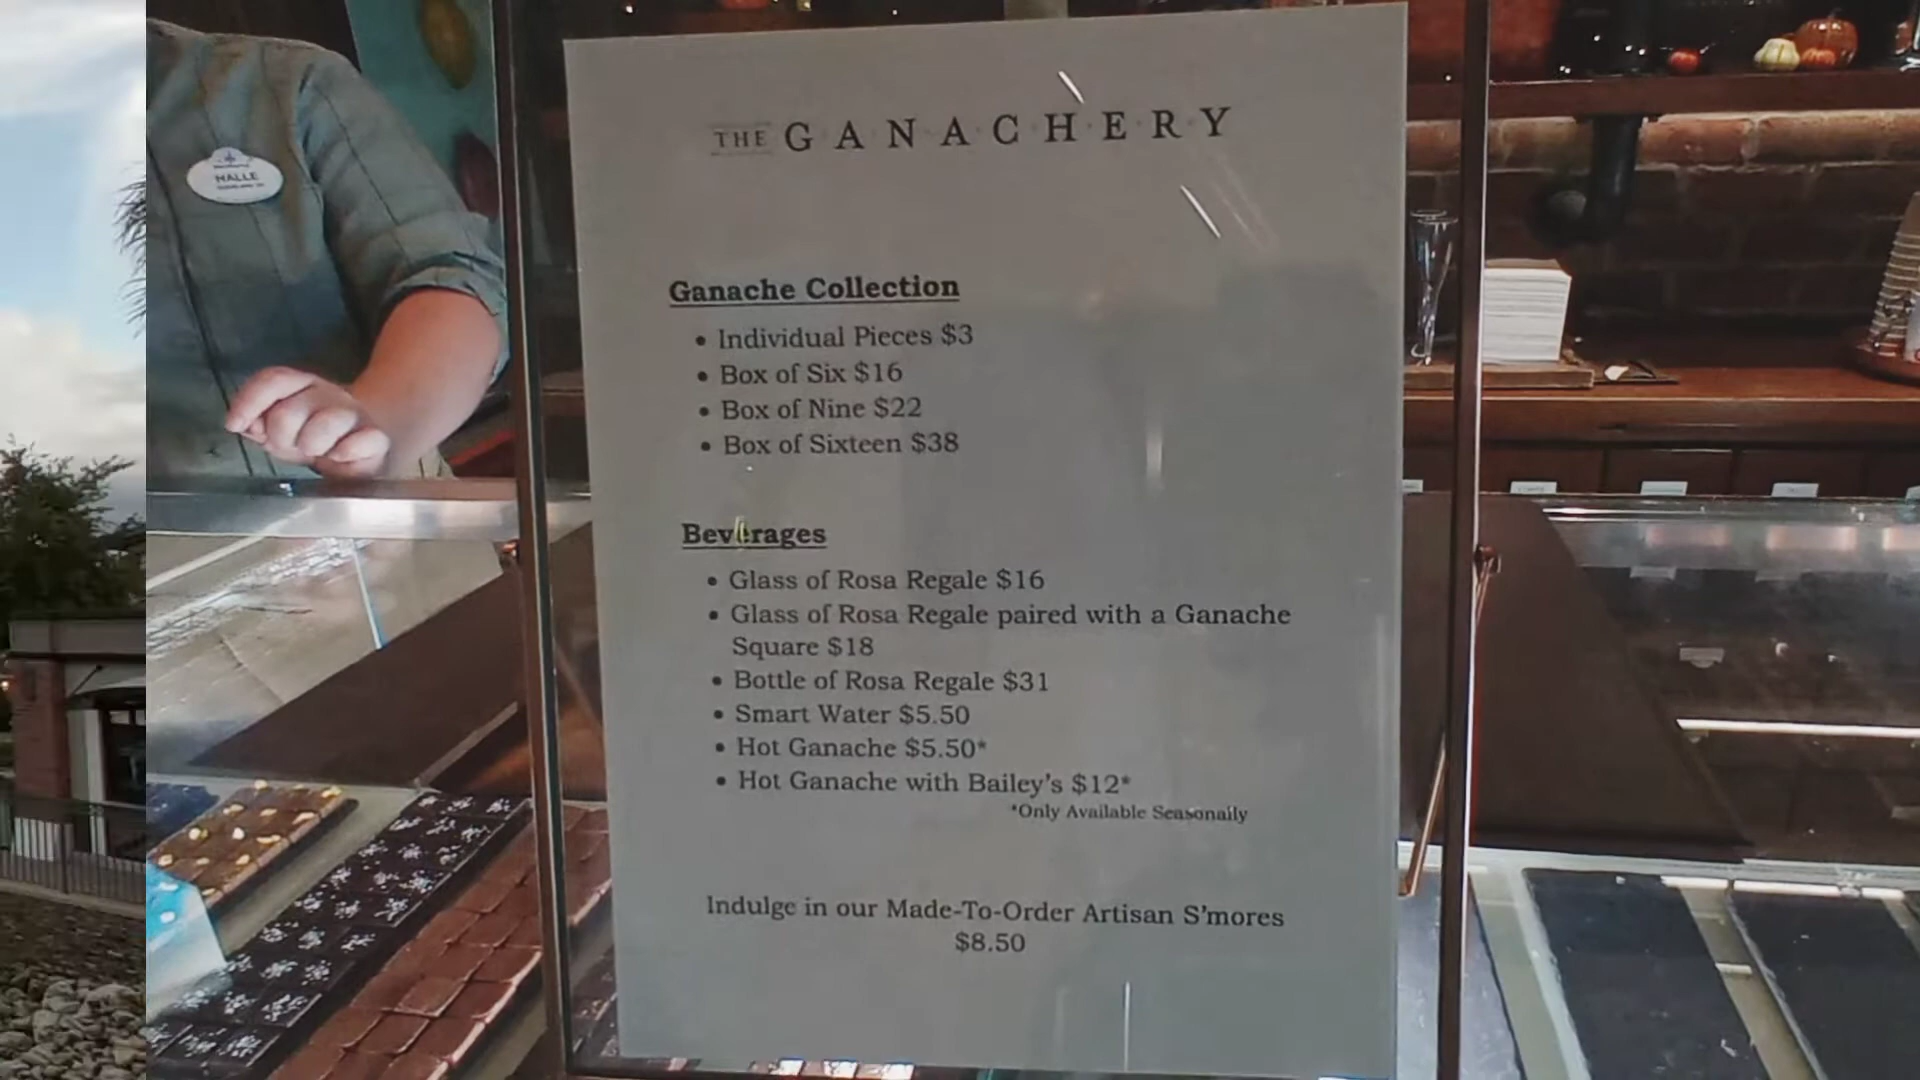 HALLE
THE GANACHERY
Ganache Collection
• Individual Pieces $3
• Box of Six $16
• Box of Nine $22
• Box of Sixteen $38
Beverages
• Glass of Rosa Regale $16
• Glass of Rosa Regale paired with a Ganache
Square $18
• Bottle of Rosa Regale $31
• Smart Water $5.50
• Hot Ganache $5.50*
• Hot Ganache with Bailey's $12*
*Only Available Seasonally
Indulge in our Made-To-Order Artisan S'mores
$8.50